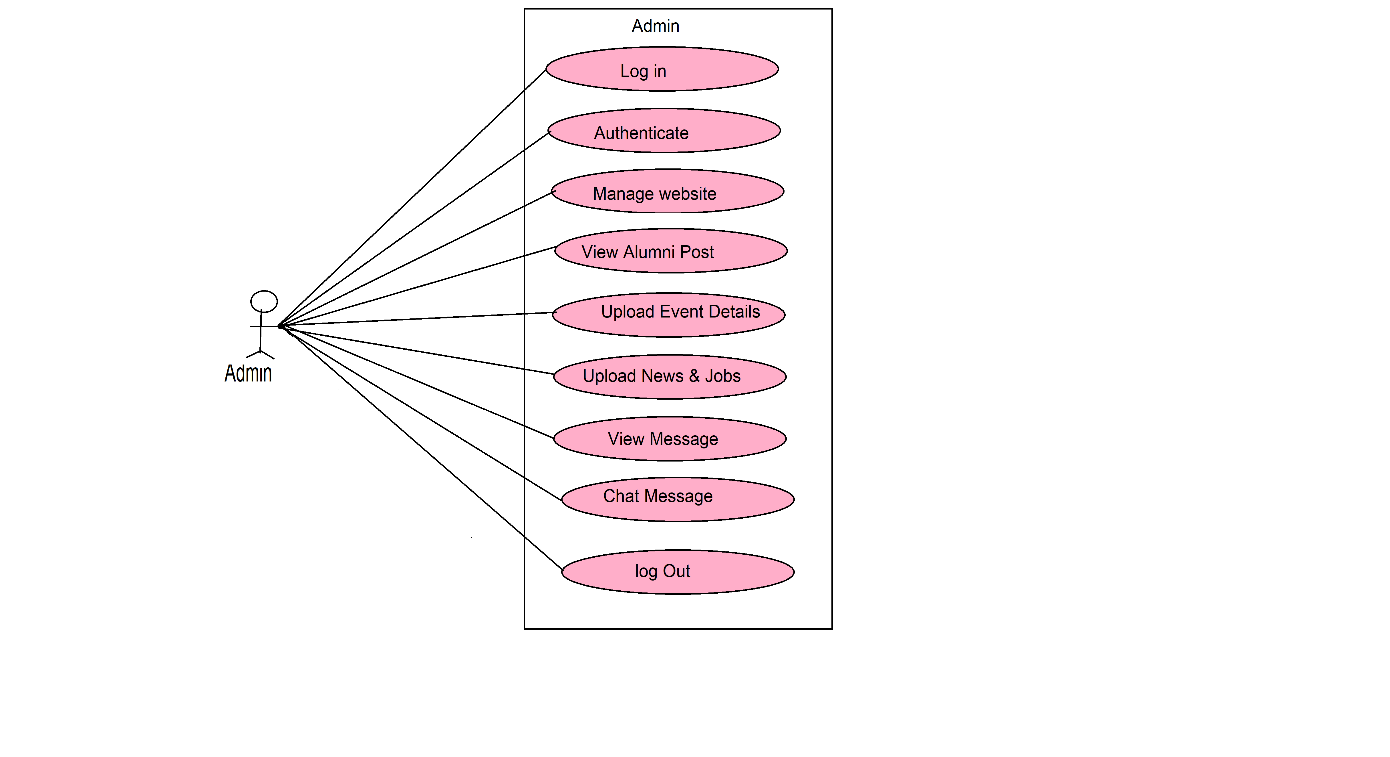 Admin
Log in
Authenticate
Manage website
View Alumni Post
Upload Event Details
Upload News & Jobs
View Message
Chat Message
log Out
Admin